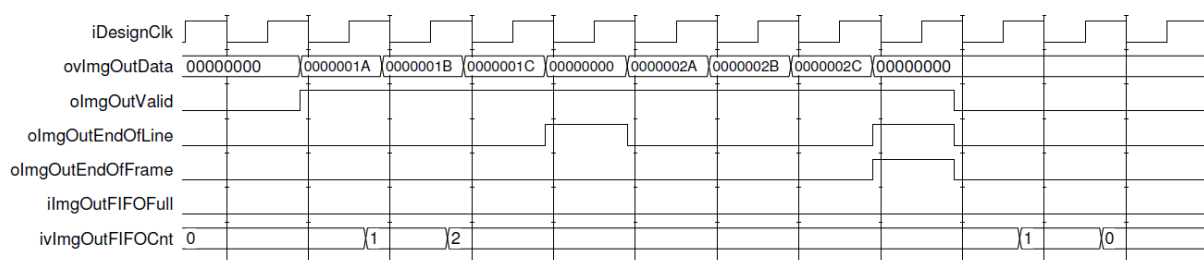 iDesignClk
ovImgOutData 00000000 0000001A 0000001B 0000001C 00000000 0000002A 0000002B 0000002C 00000000
oImgOutValid
oImgOutEndOfLine
oImgOutEndOfFrame
iImgOutFIFOFull
ivImgOutFIFOCnt 0 1 2 1 0